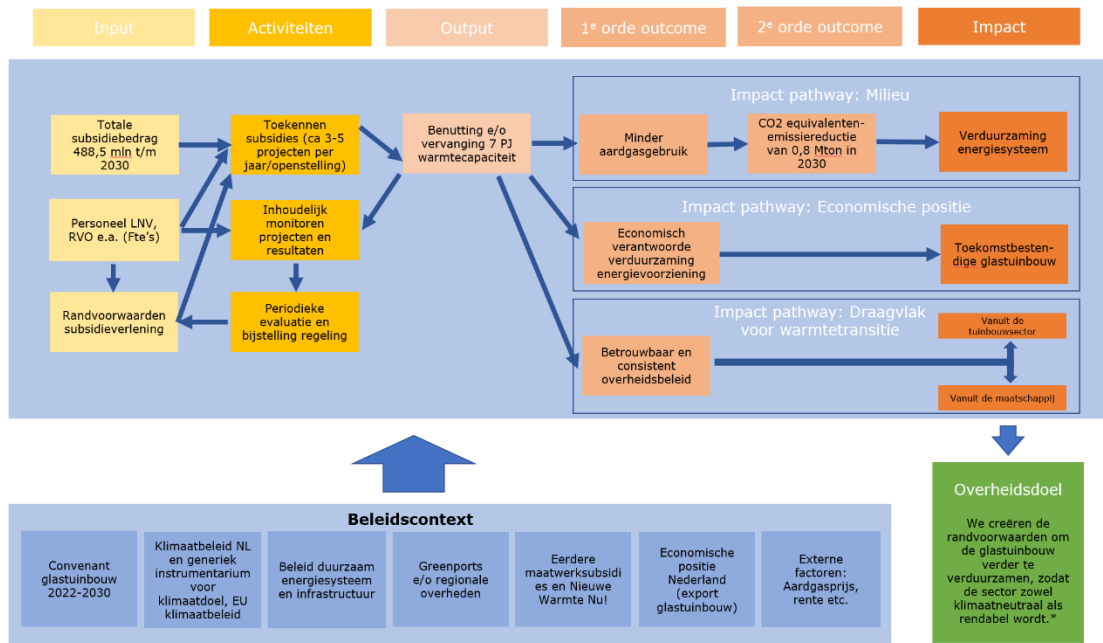 Input
Activiteiten
Output
1e orde outcome
2e orde outcome
Impact
Totale
subsidiebedrag
488,5 mln t/m
2030
Personeel LNV,
RVO e.a. (Fte's)
Randvoorwaarden
subsidieverlening
Toekennen
subsidies (ca 3-5
projecten per
jaar/openstelling)
Inhoudelijk
monitoren
projecten en
resultaten
Periodieke
evaluatie en
bijstelling regeling
Benutting e/o
vervanging 7 PJ
warmtecapaciteit
Impact pathway: Milieu
Minder
aardgasgebruik
CO2 equivalenten-
emissiereductie
van 0,8 Mton in
2030
Verduurzaming
energiesysteem
Impact pathway: Economische positie
Economisch
verantwoorde
verduurzaming
energievoorziening
Toekomstbesten-
dige glastuinbouw
Impact pathway: Draagvlak
voor warmtetransitie
Betrouwbaar en
consistent
overheidsbeleid
Vanuit de
tuinbouwsector
Vanuit de maatschappij
Beleidscontext
Convenant
glastuinbouw
2022-2030
Klimaatbeleid NL
en generiek
instrumentarium
voor
klimaatdoel, EU
klimaatbeleid
Beleid duurzaam
energiesysteem
en infrastructuur
Greenports
e/o regionale
overheden
Eerdere
maatwerksubsidi
es en Nieuwe
Warmte Nu!
Economische
positie
Nederland
(export
glastuinbouw)
Externe
factoren:
Aardgasprijs,
rente etc.
Overheidsdoel
We creëren de
randvoorwaarden om
de glastuinbouw
verder te
verduurzamen, zodat
de sector zowel
klimaatneutraal als
rendabel wordt.*